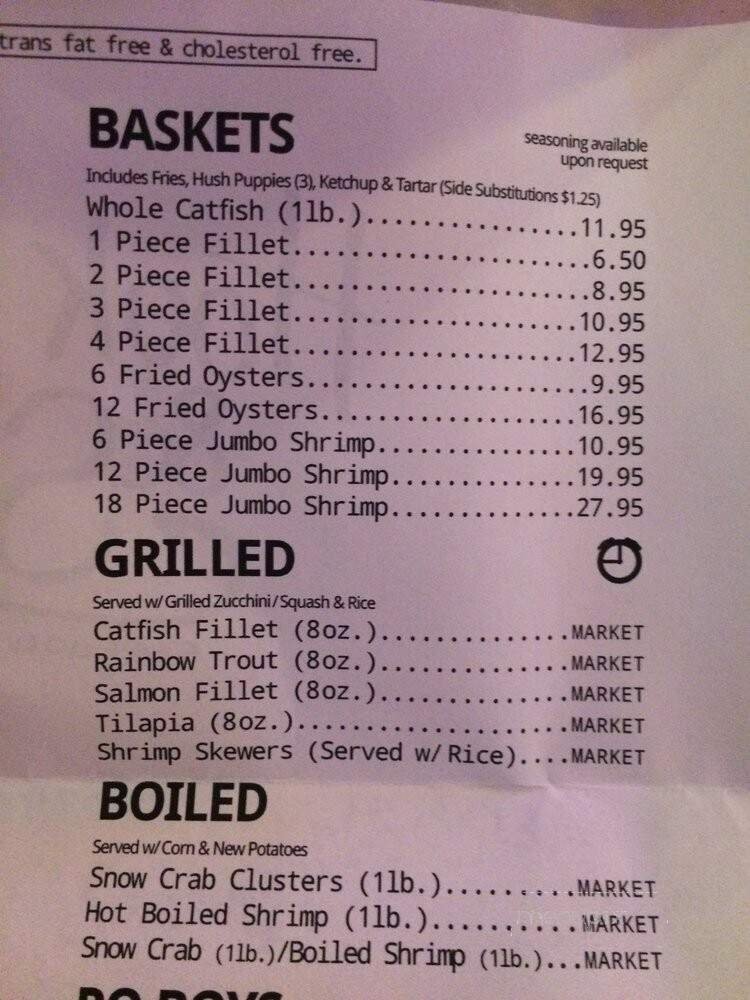 trans fat free & cholesterol free.
BASKETS
seasoning available
upon request
Includes Fries, Hush Puppies (3), Ketchup & Tartar (Side Substitutions $1.25)
Whole Catfish (1lb.)................11.95
1 Piece Fillet.....................6.50
2 Piece Fillet.....................8.95
3 Piece Fillet....................10.95
4 Piece Fillet....................12.95
6 Fried Oysters....................9.95
12 Fried Oysters..................16.95
6 Piece Jumbo Shrimp..............10.95
12 Piece Jumbo Shrimp.............19.95
18 Piece Jumbo Shrimp.............27.95
GRILLED
Served w/Grilled Zucchini/Squash & Rice
Catfish Fillet (8oz.)..............MARKET
Rainbow Trout (8oz.)..............MARKET
Salmon Fillet (8oz.)..............MARKET
Tilapia (8oz.)....................MARKET
Shrimp Skewers (Served w/Rice)....MARKET
BOILED
Served w/Corn & New Potatoes
Snow Crab Clusters (1lb.).........MARKET
Hot Boiled Shrimp (1lb.)..........MARKET
Snow Crab (1lb.)/Boiled Shrimp (1lb.)...MARKET
PO BOYS